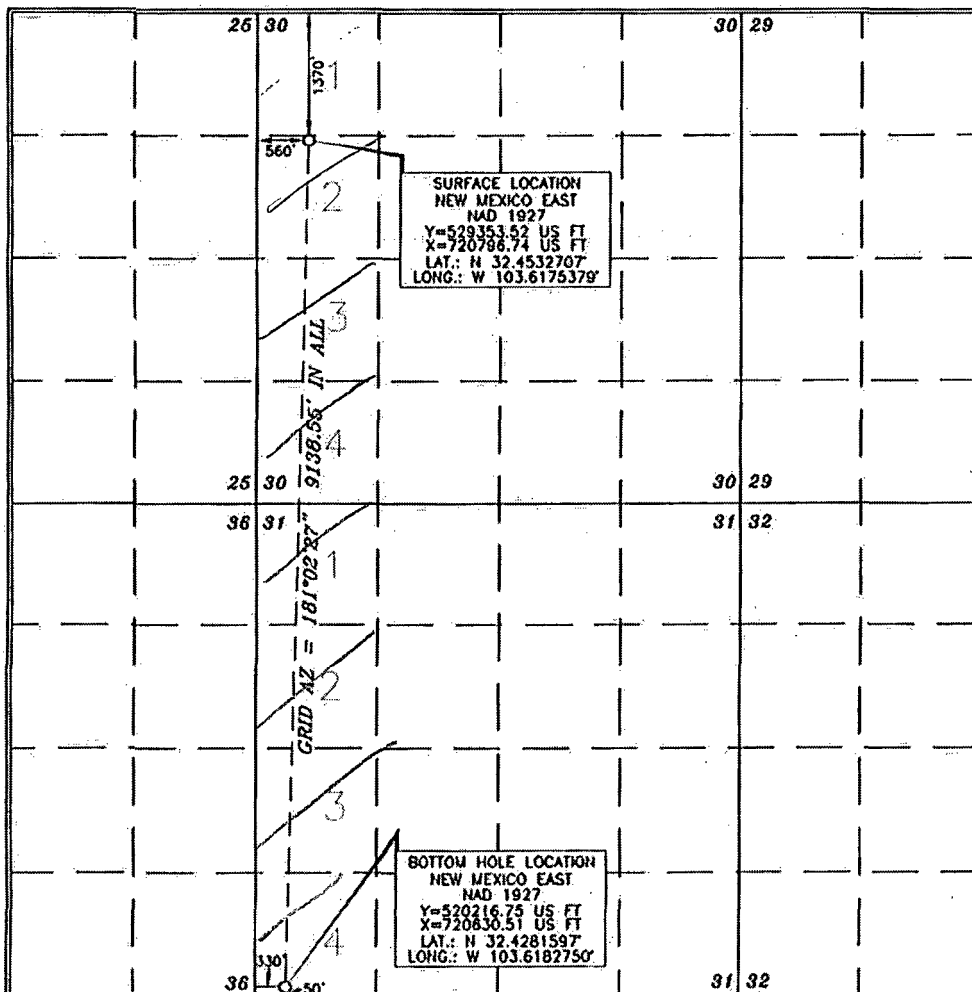 25 30
30 29
1370'
1
560'
2
SURFACE LOCATION
NEW MEXICO EAST
NAD 1927
Y=529353.52 US FT
X=720796.74 US FT
LAT.: N 32.4532707°
LONG.: W 103.6175379°
3
4
GRID AZ = 181°02'27" 9138.55' IN ALL
25 30
30 29
36 31
31 32
1
2
3
BOTTOM HOLE LOCATION
NEW MEXICO EAST
NAD 1927
Y=520216.75 US FT
X=720630.51 US FT
LAT.: N 32.4281597°
LONG.: W 103.6182750°
4
330'
50'
36
31 32